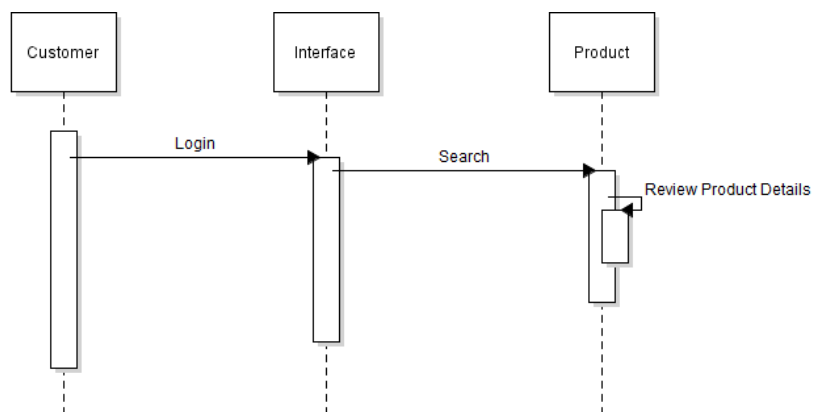 Customer
Interface
Product
Login
Search
Review Product Details